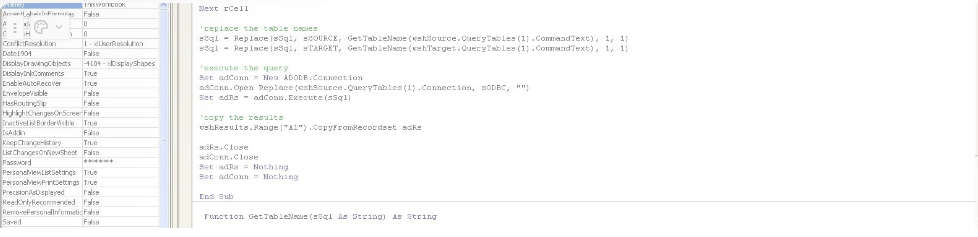 ThisWorkbook
AcceptLabelsInFormulas False
0
0
ConflictResolution 1 - xlUserResolution
Date1904 False
DisplayDrawingObjects -4104 - xlDisplayShapes
DisplayInkComments True
EnableAutoRecover True
EnvelopeVisible False
HasRoutingSlip False
HighlightChangesOnScreen False
InactiveListBorderVisible True
IsAddin False
KeepChangeHistory True
ListChangesOnNewSheet False
Password *******
PersonalViewListSettings True
PersonalViewPrintSettings True
PrecisionAsDisplayed False
ReadOnlyRecommended False
RemovePersonalInformatic False
Saved False
Next rCell
'replace the table names
sSql = Replace(sSql, sSOURCE, GetTableName(wshSource.QueryTables(1).CommandText), 1, 1)
sSql = Replace(sSql, sTARGET, GetTableName(wshTarget.QueryTables(1).CommandText), 1, 1)
'execute the query
Set adConn = New ADODB.Connection
adConn.Open Replace(wshSource.QueryTables(1).Connection, sODBC, "")
Set adRs = adConn.Execute(sSql)
'copy the results
wshResults.Range("A1").CopyFromRecordset adRs
adRs.Close
adConn.Close
Set adRs = Nothing
Set adConn = Nothing
End Sub
Function GetTableName(sSql As String) As String